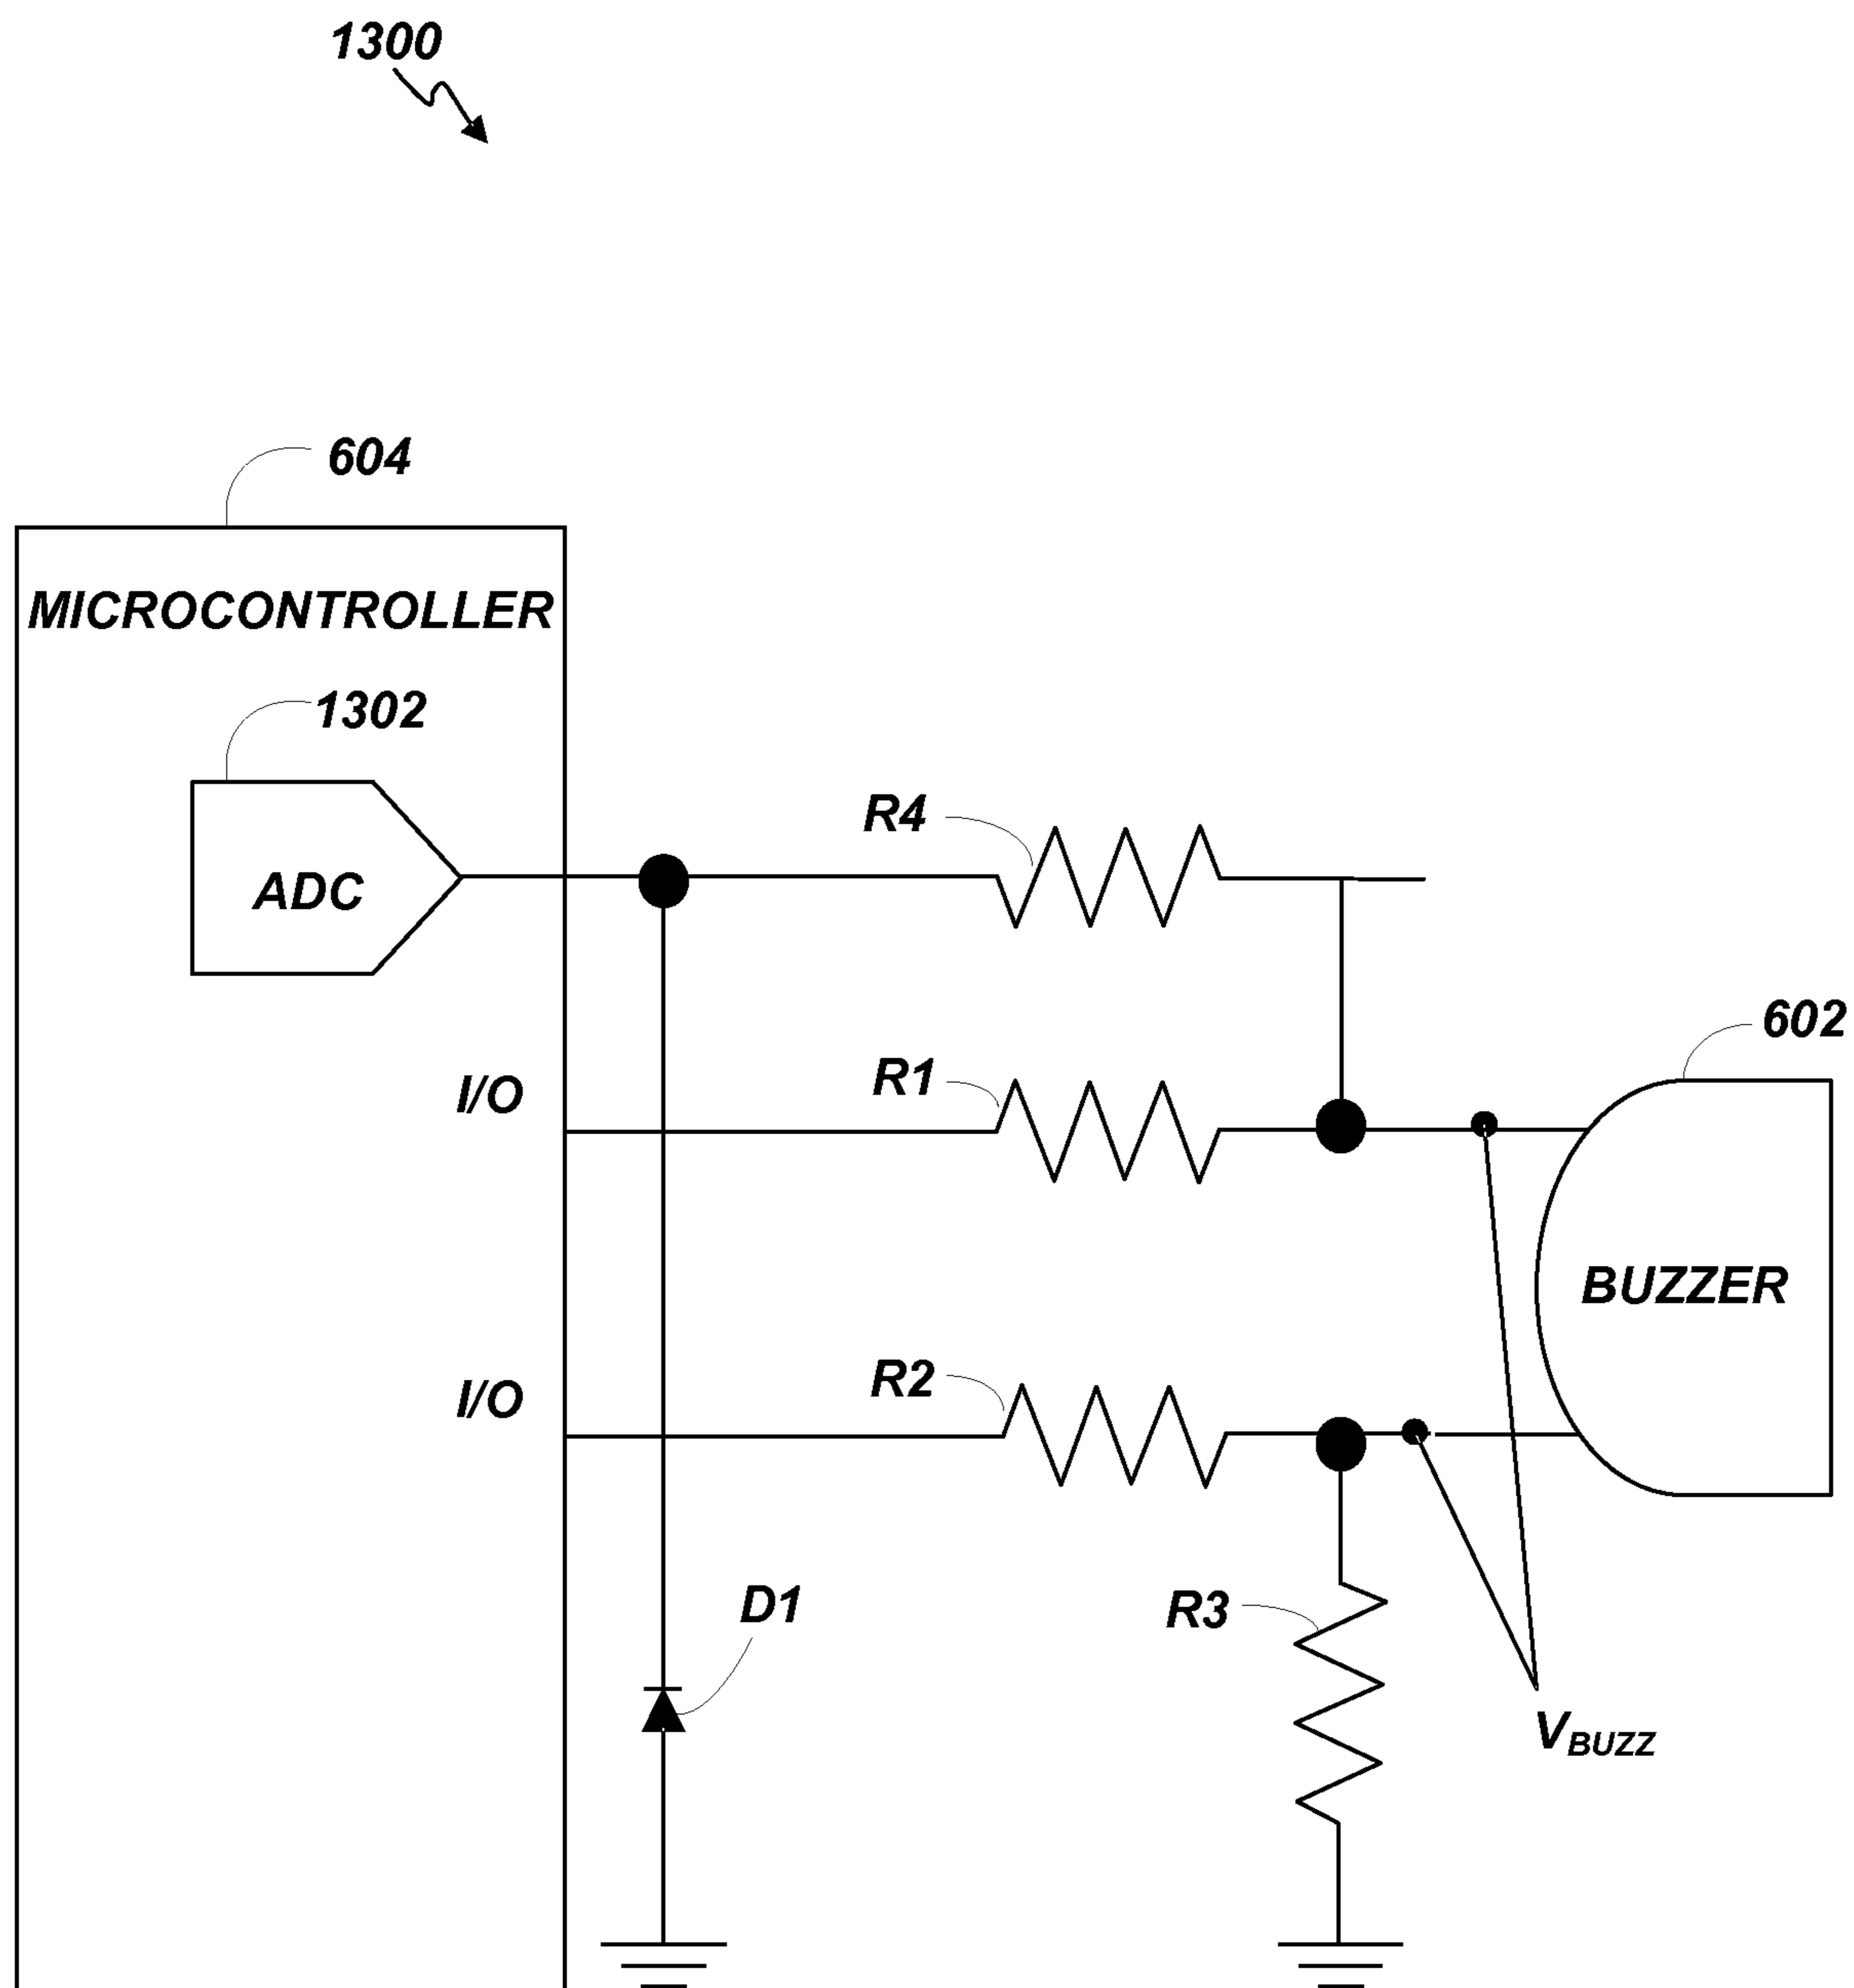 1300
604
MICROCONTROLLER
1302
ADC
R4
602
I/O
R1
BUZZER
I/O
R2
D1
R3
VBUZZ